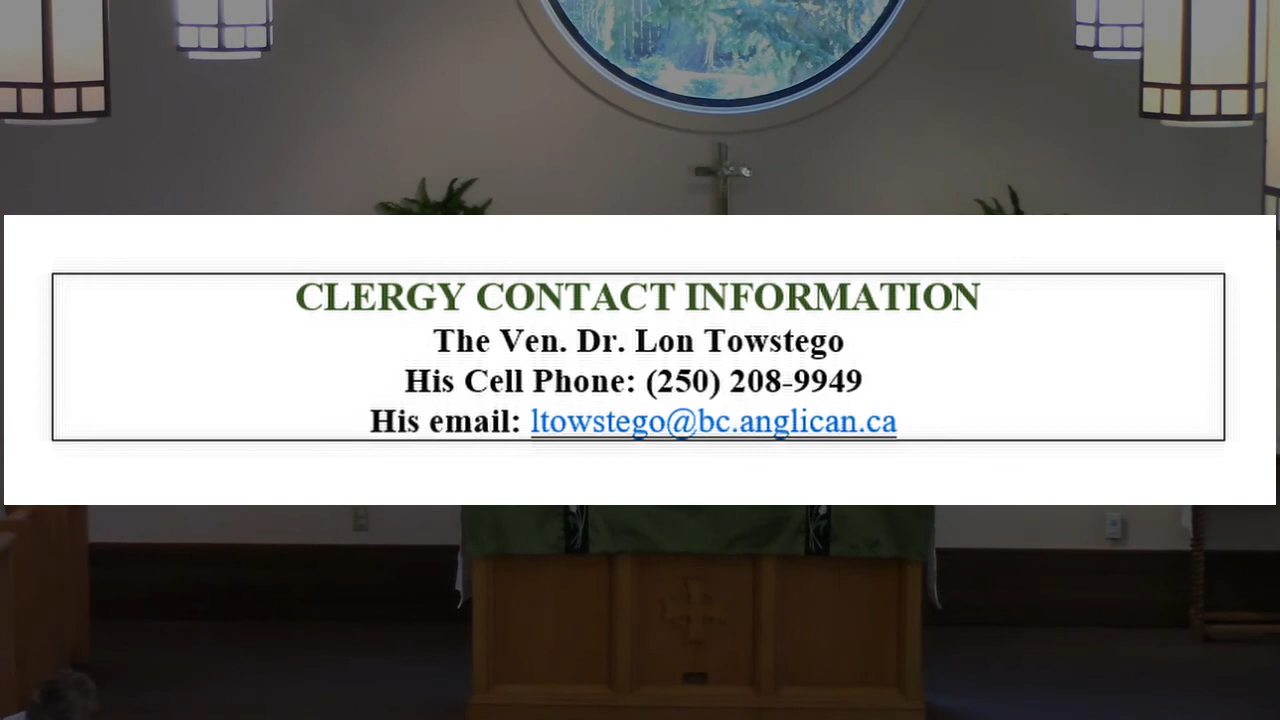 CLERGY CONTACT INFORMATION
The Ven. Dr. Lon Towstego
His Cell Phone: (250) 208-9949
His email: ltowstego@bc.anglican.ca